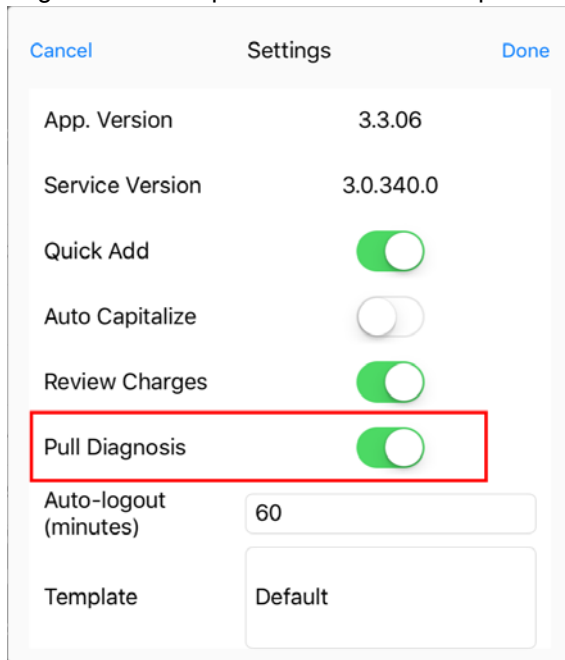 Cancel Settings Done
App. Version 3.3.06
Service Version 3.0.340.0
Quick Add
Auto Capitalize
Review Charges
Pull Diagnosis
Auto-logout
(minutes) 60
Template Default